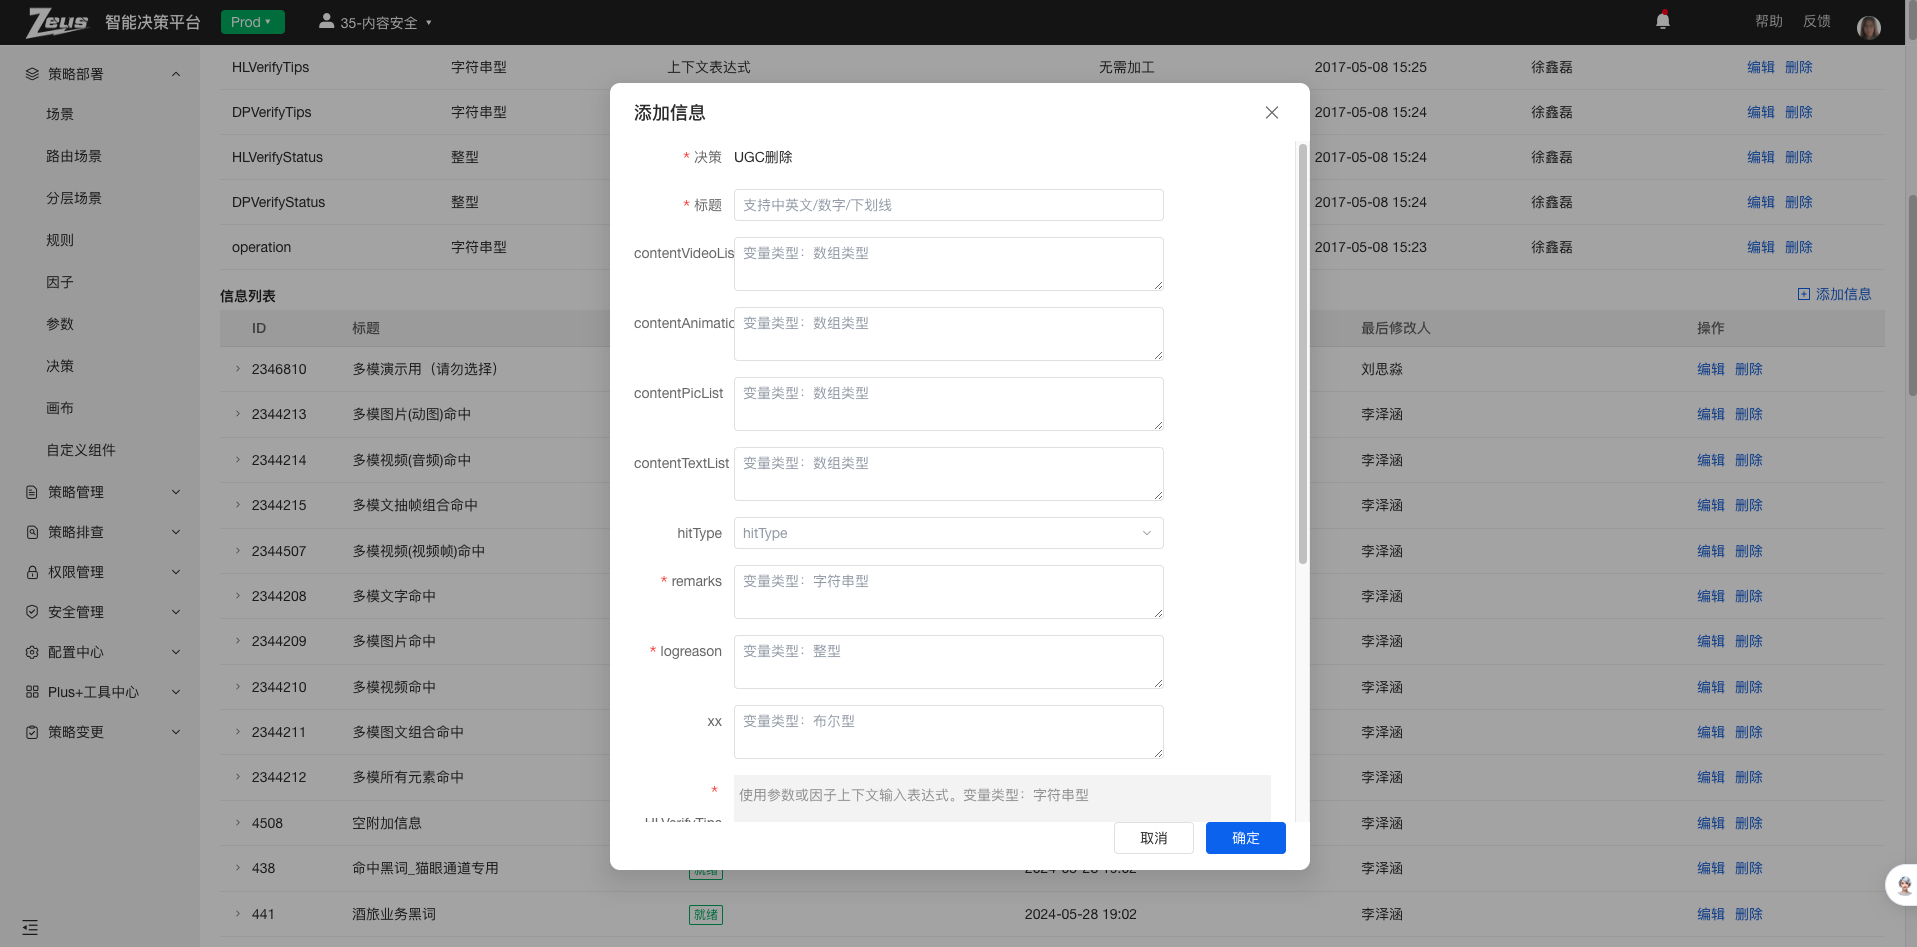 Zeus 智能决策平台 Prod 35-内容安全 帮助 反馈
策略部署
场景
路由场景
分层场景
规则
因子
参数
决策
画布
自定义组件
策略管理
策略排查
权限管理
安全管理
配置中心
Plus+工具中心
策略变更
HLVerifyTips 字符串型 上下文表达式 无需加工 2017-05-08 15:25 徐鑫磊 编辑 删除
DPVerifyTips 字符串型 2017-05-08 15:24 徐鑫磊 编辑 删除
HLVerifyStatus 整型 2017-05-08 15:24 徐鑫磊 编辑 删除
DPVerifyStatus 整型 2017-05-08 15:24 徐鑫磊 编辑 删除
operation 字符串型 2017-05-08 15:23 徐鑫磊 编辑 删除
信息列表 添加信息
ID 标题 最后修改人 操作
2346810 多模演示用（请勿选择） 刘思淼 编辑 删除
2344213 多模图片(动图)命中 李泽涵 编辑 删除
2344214 多模视频(音频)命中 李泽涵 编辑 删除
2344215 多模文抽帧组合命中 李泽涵 编辑 删除
2344507 多模视频(视频帧)命中 李泽涵 编辑 删除
2344208 多模文字命中 李泽涵 编辑 删除
2344209 多模图片命中 李泽涵 编辑 删除
2344210 多模视频命中 李泽涵 编辑 删除
2344211 多模图文组合命中 李泽涵 编辑 删除
2344212 多模所有元素命中 李泽涵 编辑 删除
4508 空附加信息 李泽涵 编辑 删除
438 命中黑词_猫眼通道专用 就绪 李泽涵 编辑 删除
441 酒旅业务黑词 就绪 2024-05-28 19:02 李泽涵 编辑 删除
添加信息
* 决策 UGC删除
* 标题 支持中英文/数字/下划线
contentVideoLis 变量类型：数组类型
contentAnimatic 变量类型：数组类型
contentPicList 变量类型：数组类型
contentTextList 变量类型：数组类型
hitType hitType
* remarks 变量类型：字符串型
* logreason 变量类型：整型
xx 变量类型：布尔型
* HLVerifyTips 使用参数或因子上下文输入表达式。变量类型：字符串型
取消 确定